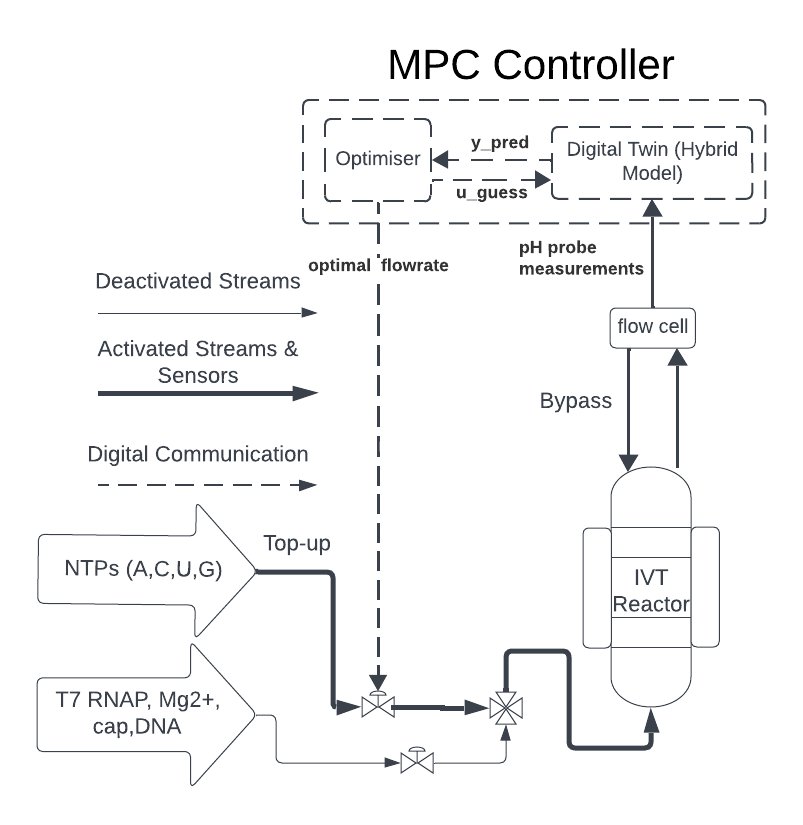 MPC Controller
Optimiser
y_pred
u_guess
Digital Twin (Hybrid
Model)
optimal flowrate
pH probe
measurements
Deactivated Streams
flow cell
Activated Streams &
Sensors
Bypass
Digital Communication
Top-up
NTPs (A,C,U,G)
IVT
Reactor
T7 RNAP, Mg2+,
cap,DNA